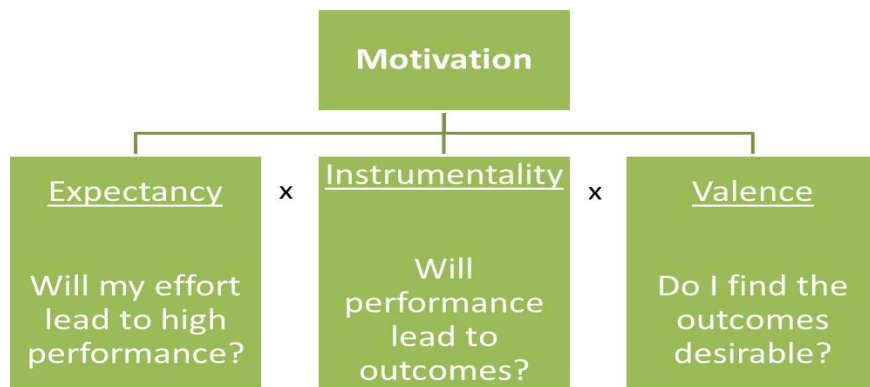 Motivation
Expectancy
x
Instrumentality
x
Valence
Will my effort
lead to high
performance?
Will
performance
lead to
outcomes?
Do I find the
outcomes
desirable?